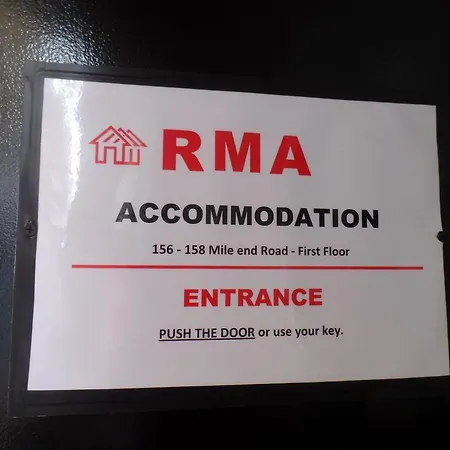 RMA
ACCOMMODATION
156 - 158 Mile end Road - First Floor
ENTRANCE
PUSH THE DOOR or use your key.